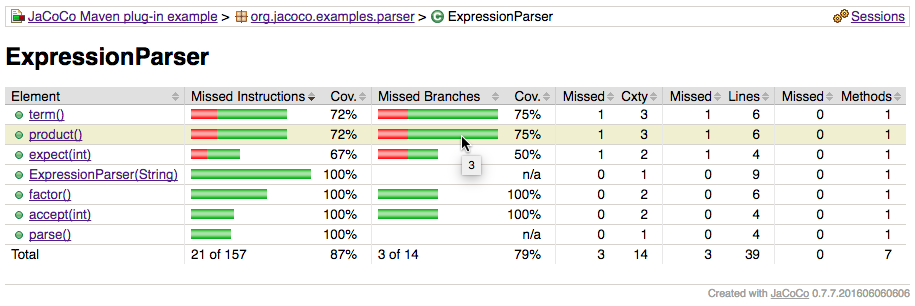 JaCoCo Maven plug-in example > org.jacoco.examples.parser > ExpressionParser Sessions
ExpressionParser
Element Missed Instructions Cov. Missed Branches Cov. Missed Cxty Missed Lines Missed Methods
term() 72% 75% 1 3 1 6 0 1
product() 72% 75% 1 3 1 6 0 1
expect(int) 67% 50% 1 2 1 4 0 1
3
ExpressionParser(String) 100% n/a 0 1 0 9 0 1
factor() 100% 100% 0 2 0 6 0 1
accept(int) 100% 100% 0 2 0 4 0 1
parse() 100% n/a 0 1 0 4 0 1
Total 21 of 157 87% 3 of 14 79% 3 14 3 39 0 7
Created with JaCoCo 0.7.7.201606060606